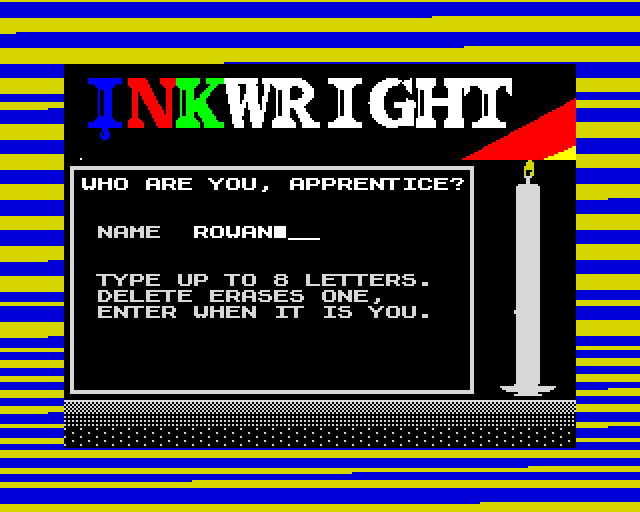 INKWRIGHT
WHO ARE YOU, APPRENTICE?
NAME ROWAN
TYPE UP TO 8 LETTERS.
DELETE ERASES ONE,
ENTER WHEN IT IS YOU.